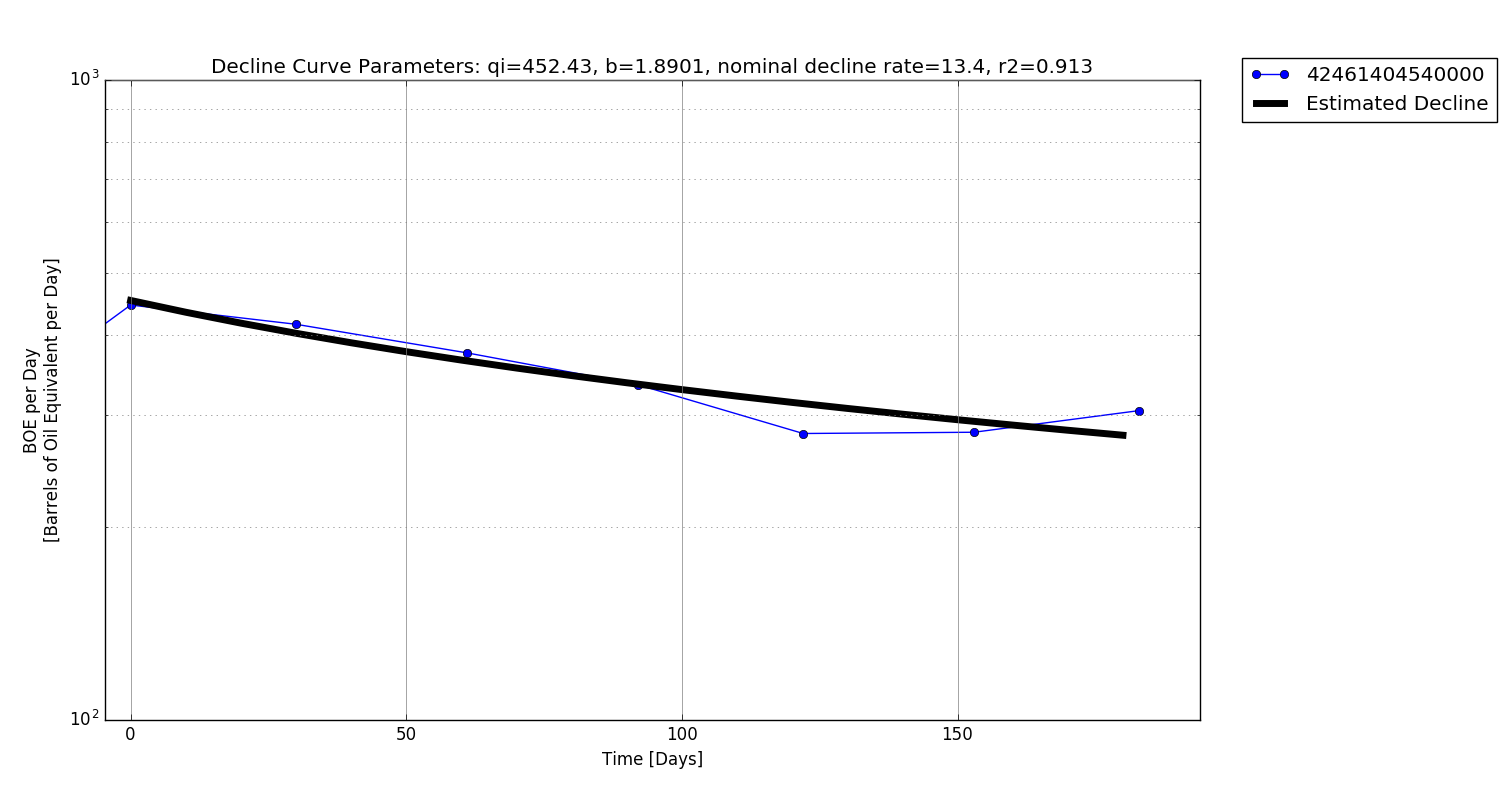 Decline Curve Parameters: qi=452.43, b=1.8901, nominal decline rate=13.4, r2=0.913
42461404540000
Estimated Decline
10^3
10^2
BOE per Day
[Barrels of Oil Equivalent per Day]
0
50
100
150
Time [Days]